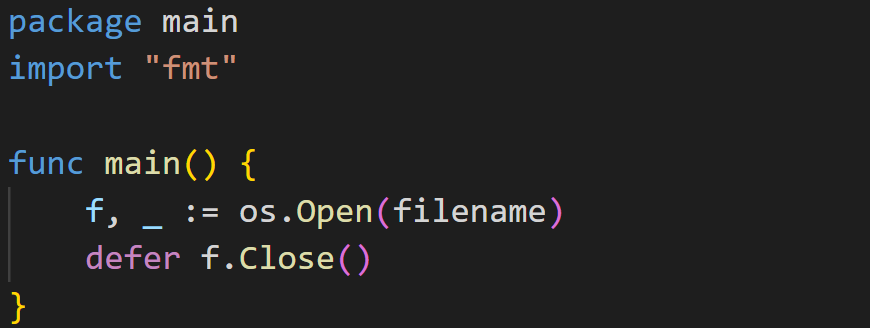 package main
import "fmt"
func main() {
    f, _ := os.Open(filename)
    defer f.Close()
}